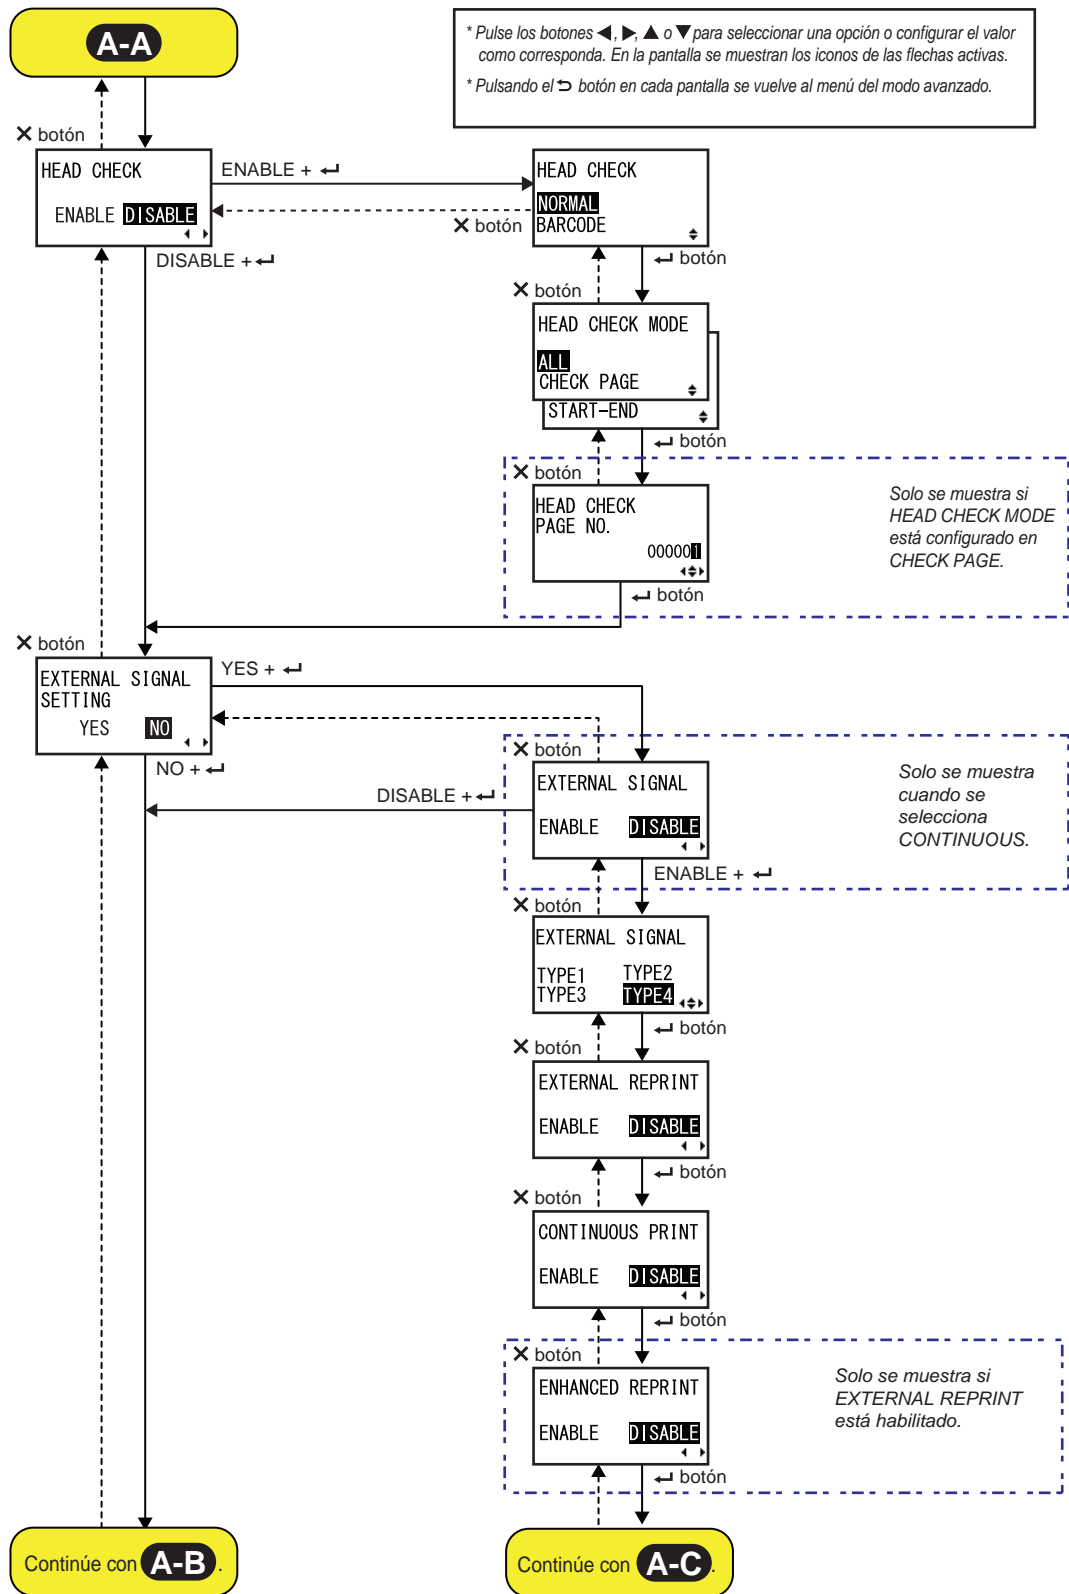 A-A
* Pulse los botones ◀, ▶, ▲ o ▼ para seleccionar una opción o configurar el valor
como corresponda. En la pantalla se muestran los iconos de las flechas activas.
* Pulsando el ⮌ botón en cada pantalla se vuelve al menú del modo avanzado.
✕ botón
HEAD CHECK
ENABLE DISABLE
ENABLE + ↵
HEAD CHECK
NORMAL
BARCODE
✕ botón
DISABLE + ↵
↵ botón
✕ botón
HEAD CHECK MODE
ALL
CHECK PAGE
START-END
↵ botón
✕ botón
HEAD CHECK
PAGE NO.
000001
Solo se muestra si
HEAD CHECK MODE
está configurado en
CHECK PAGE.
↵ botón
✕ botón
EXTERNAL SIGNAL
SETTING
YES NO
YES + ↵
NO + ↵
✕ botón
EXTERNAL SIGNAL
ENABLE DISABLE
Solo se muestra
cuando se
selecciona
CONTINUOUS.
DISABLE + ↵
ENABLE + ↵
✕ botón
EXTERNAL SIGNAL
TYPE1 TYPE2
TYPE3 TYPE4
↵ botón
✕ botón
EXTERNAL REPRINT
ENABLE DISABLE
↵ botón
✕ botón
CONTINUOUS PRINT
ENABLE DISABLE
↵ botón
✕ botón
ENHANCED REPRINT
ENABLE DISABLE
Solo se muestra si
EXTERNAL REPRINT
está habilitado.
↵ botón
Continúe con A-B.
Continúe con A-C.